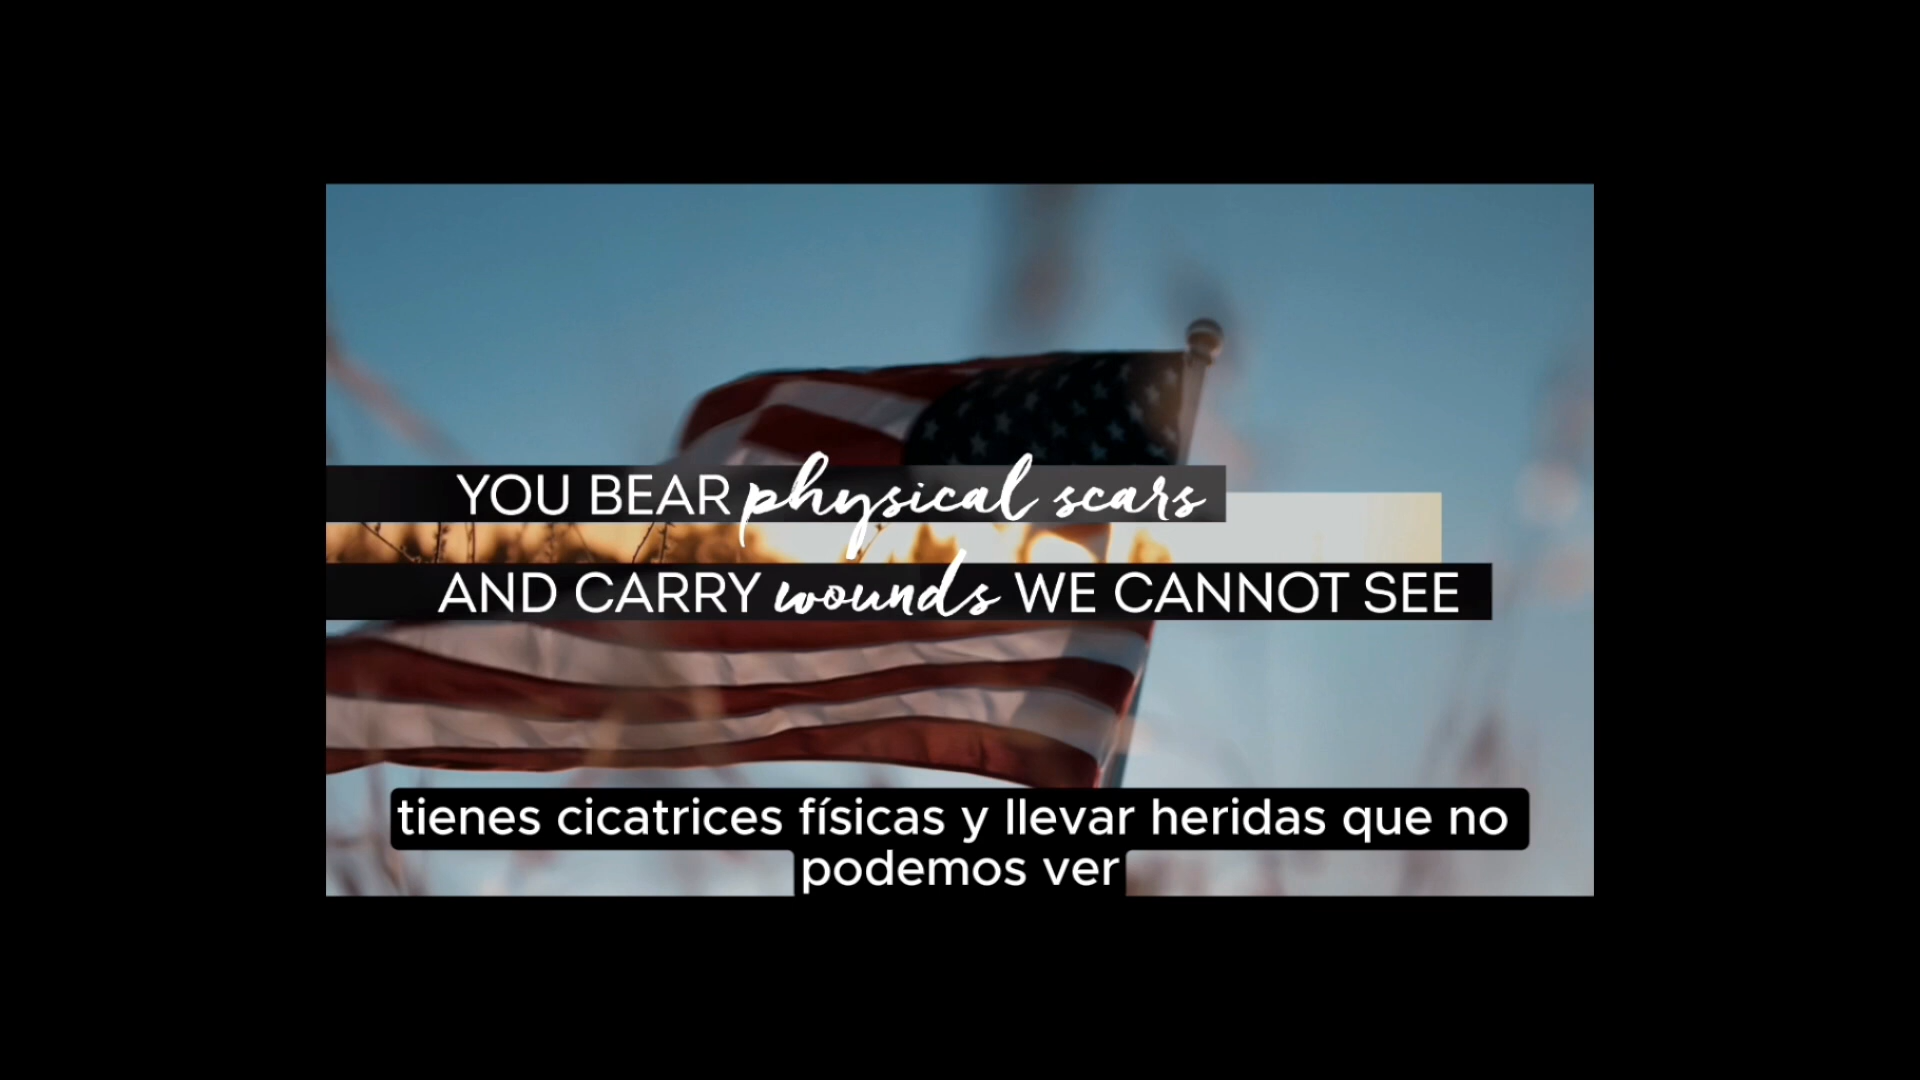 YOU BEAR physical scars
AND CARRY wounds WE CANNOT SEE
tienes cicatrices físicas y llevar heridas que no
podemos ver